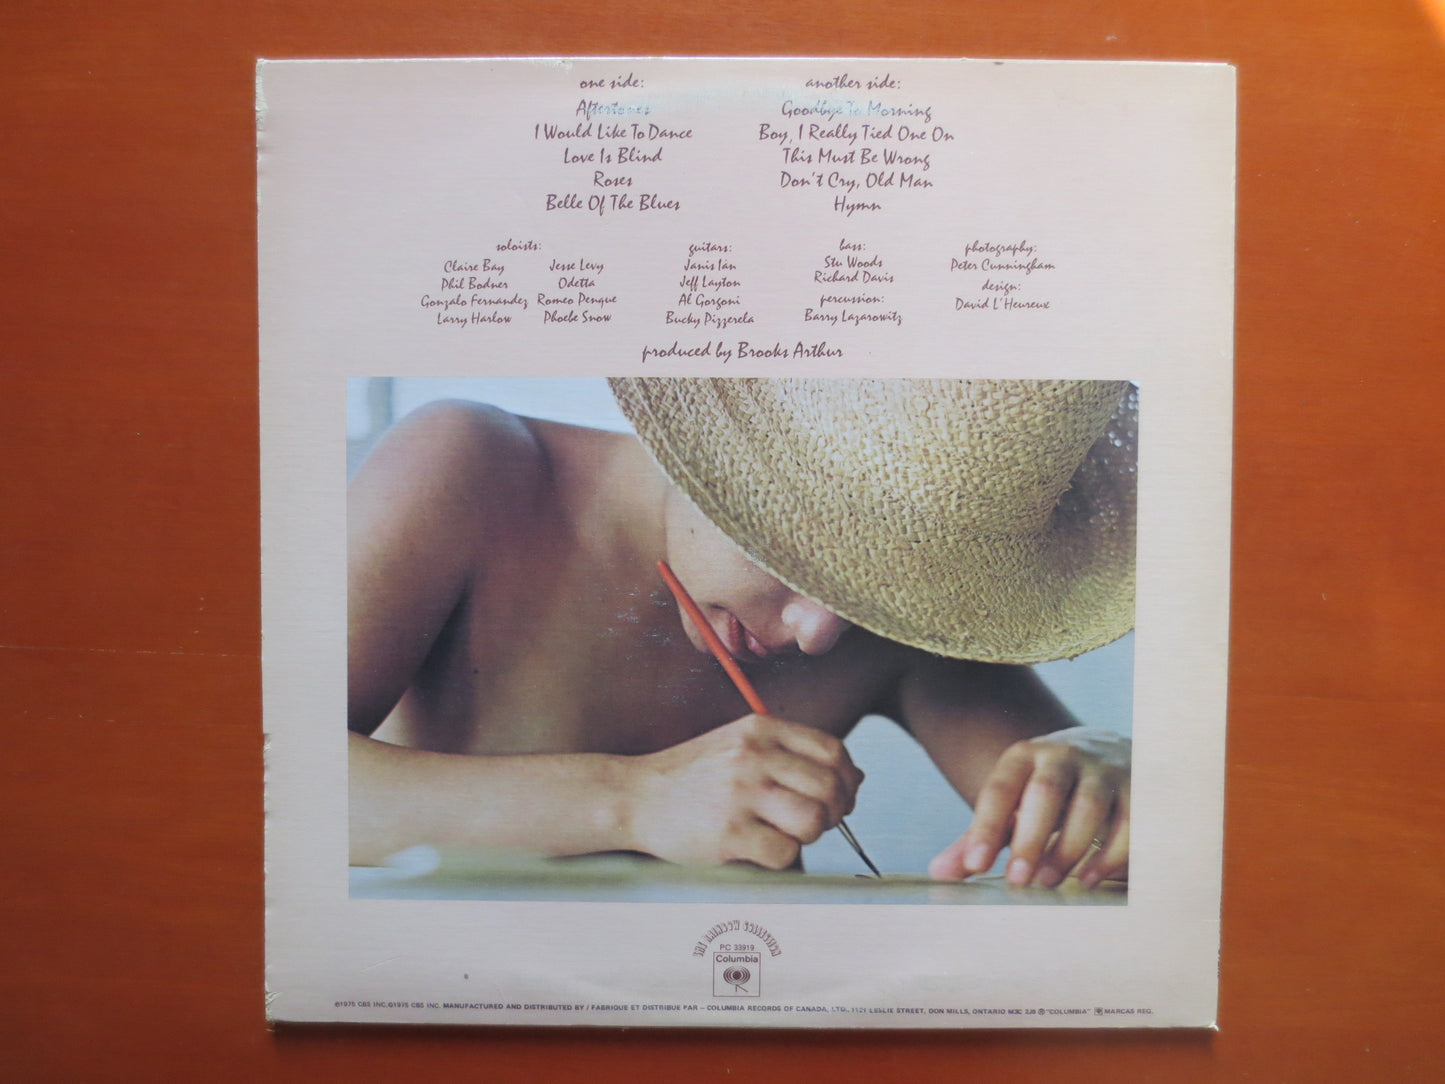 one side:
Aftertones
I Would Like To Dance
Love Is Blind
Roses
Belle Of The Blues
another side:
Goodbye To Morning
Boy, I Really Tied One On
This Must Be Wrong
Don't Cry, Old Man
Hymn
soloists:
Claire Bay
Phil Bodner
Gonzalo Fernandez
Larry Harlow
Jesse Levy
Odetta
Romeo Penque
Phoebe Snow
guitars:
Janis Ian
Jeff Layton
Al Gorgoni
Bucky Pizzerela
bass:
Stu Woods
Richard Davis
percussion:
Barry Lazarowitz
photography:
Peter Cunningham
design:
David L'Heureux
produced by Brooks Arthur
THE RAINBOW COLLECTION
PC 33919
Columbia
©1975 CBS INC. ℗1975 CBS INC. MANUFACTURED AND DISTRIBUTED BY / FABRIQUE ET DISTRIBUE PAR – COLUMBIA RECORDS OF CANADA, LTD., 1121 LESLIE STREET, DON MILLS, ONTARIO M3C 2J9 ® "COLUMBIA" MARCAS REG.